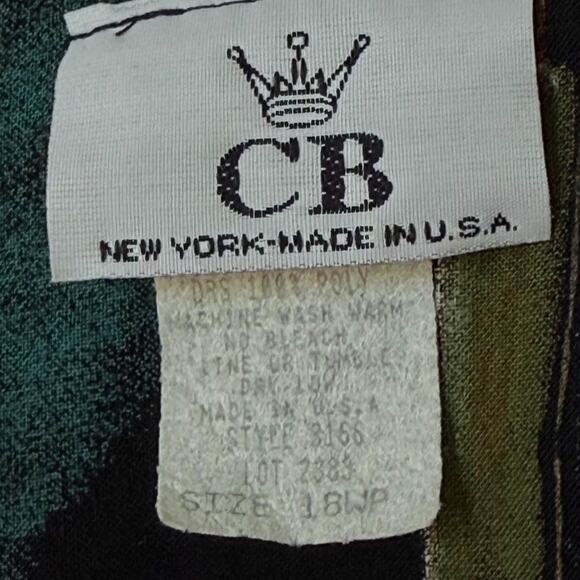 CB
NEW YORK-MADE IN U.S.A.
DRS 100% POLY
MACHINE WASH WARM
NO BLEACH
LINE OR TUMBLE
DRY LOW
MADE IN U.S.A
STYLE 3166
LOT 2383
SIZE 18WP